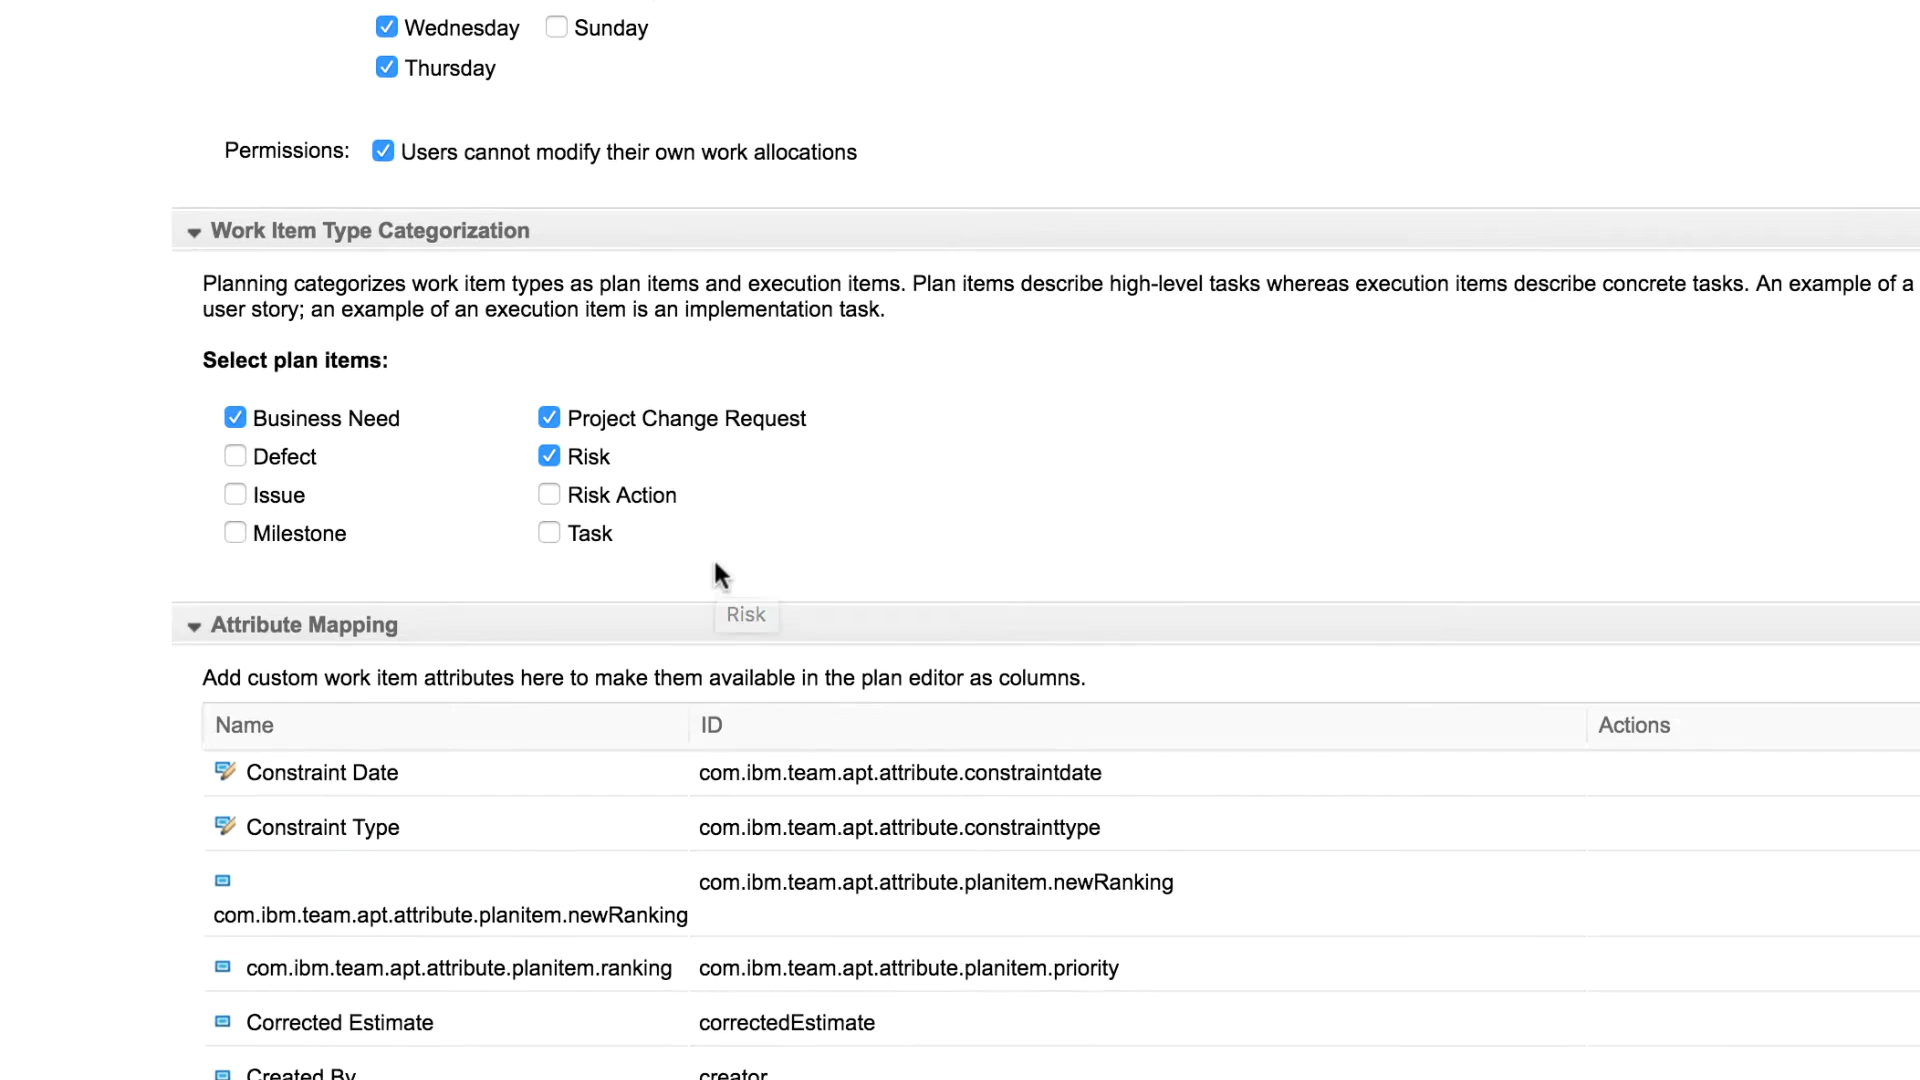 Wednesday Sunday
Thursday
Permissions: Users cannot modify their own work allocations
Work Item Type Categorization
Planning categorizes work item types as plan items and execution items. Plan items describe high-level tasks whereas execution items describe concrete tasks. An example of a
user story; an example of an execution item is an implementation task.
Select plan items:
Business Need Project Change Request
Defect Risk
Issue Risk Action
Milestone Task
Risk
Attribute Mapping
Add custom work item attributes here to make them available in the plan editor as columns.
Name ID Actions
Constraint Date com.ibm.team.apt.attribute.constraintdate
Constraint Type com.ibm.team.apt.attribute.constrainttype
com.ibm.team.apt.attribute.planitem.newRanking
com.ibm.team.apt.attribute.planitem.newRanking
com.ibm.team.apt.attribute.planitem.ranking com.ibm.team.apt.attribute.planitem.priority
Corrected Estimate correctedEstimate
Created By creator